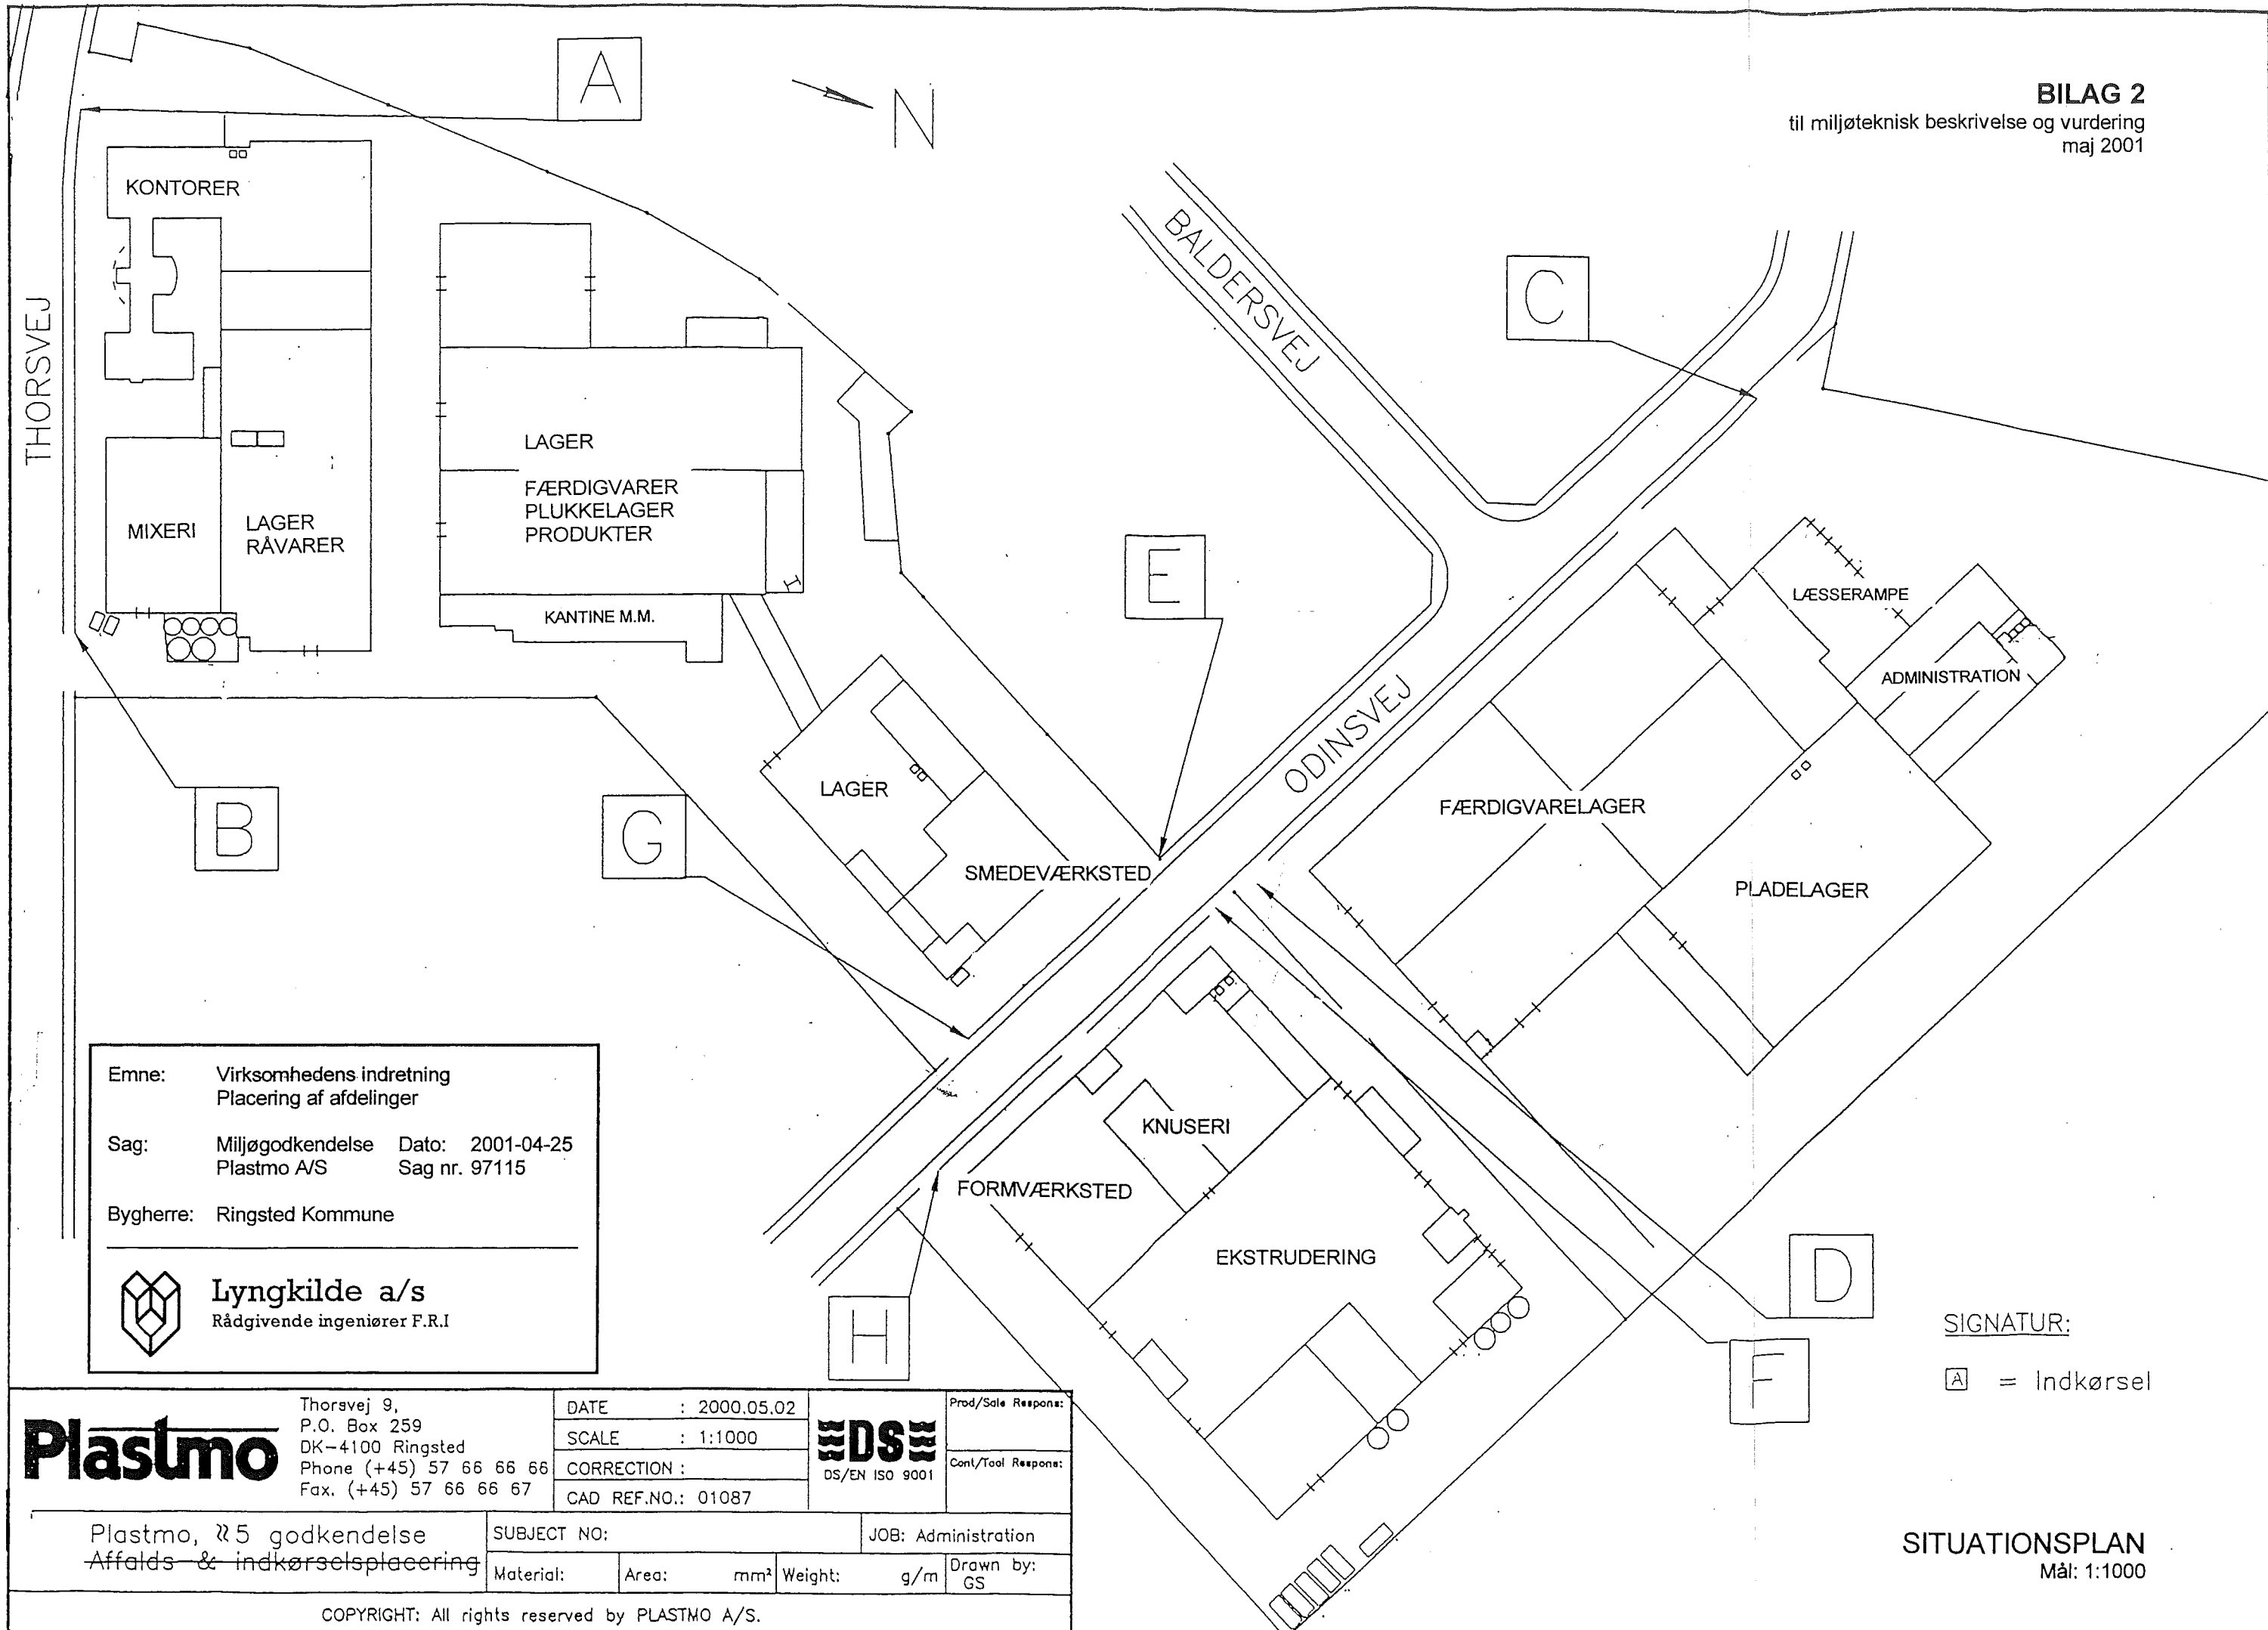 A
N
BILAG 2
til miljøteknisk beskrivelse og vurdering
maj 2001
KONTORER
BALDERSVEJ
C
THORSVEJ
LAGER
FÆRDIGVARER
PLUKKELAGER
PRODUKTER
MIXERI
LAGER
RÅVARER
E
LÆSSERAMPE
KANTINE M.M.
ADMINISTRATION
ODINSVEJ
LAGER
FÆRDIGVARELAGER
B
G
SMEDEVÆRKSTED
PLADELAGER
KNUSERI
FORMVÆRKSTED
EKSTRUDERING
D
H
F
SIGNATUR:
A = Indkørsel
Emne: Virksomhedens indretning
Placering af afdelinger
Sag: Miljøgodkendelse Dato: 2001-04-25
Plastmo A/S Sag nr. 97115
Bygherre: Ringsted Kommune
Lyngkilde a/s
Rådgivende ingeniører F.R.I
Plastmo
Thorsvej 9,
P.O. Box 259
DK-4100 Ringsted
Phone (+45) 57 66 66 66
Fax. (+45) 57 66 66 67
DATE : 2000.05.02
SCALE : 1:1000
CORRECTION :
CAD REF.NO.: 01087
DS
DS/EN ISO 9001
Prod/Sale Respons:
Cont/Tool Respons:
Plastmo, 5 godkendelse
Affalds- & indkørselsplacering
SUBJECT NO:
JOB: Administration
Material:
Area: mm²
Weight: g/m
Drawn by:
GS
COPYRIGHT: All rights reserved by PLASTMO A/S.
SITUATIONSPLAN
Mål: 1:1000